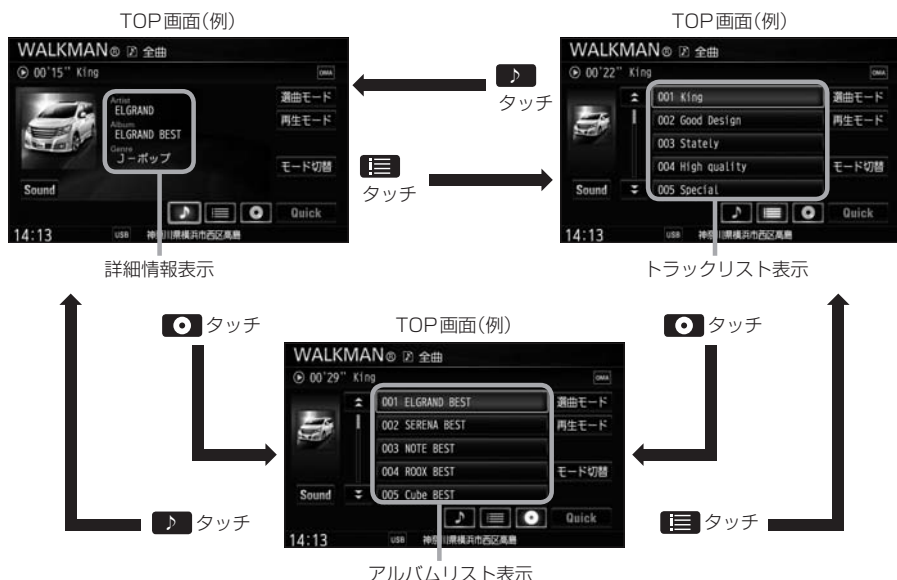 TOP画面(例)
WALKMAN® 全曲
00'15" King
OMA
Artist
ELGRAND
Album
ELGRAND BEST
Genre
J-ポップ
選曲モード
再生モード
モード切替
Sound
Quick
14:13
USB
神奈川県横浜市西区高島
詳細情報表示
タッチ
タッチ
TOP画面(例)
WALKMAN® 全曲
00'22" King
OMA
001 King
002 Good Design
003 Stately
004 High quality
005 Special
選曲モード
再生モード
モード切替
Sound
Quick
14:13
USB
神奈川県横浜市西区高島
トラックリスト表示
タッチ
タッチ
TOP画面(例)
WALKMAN® 全曲
00'29" King
OMA
001 ELGRAND BEST
002 SERENA BEST
003 NOTE BEST
004 ROOX BEST
005 Cube BEST
選曲モード
再生モード
モード切替
Sound
Quick
14:13
USB
神奈川県横浜市西区高島
タッチ
タッチ
アルバムリスト表示